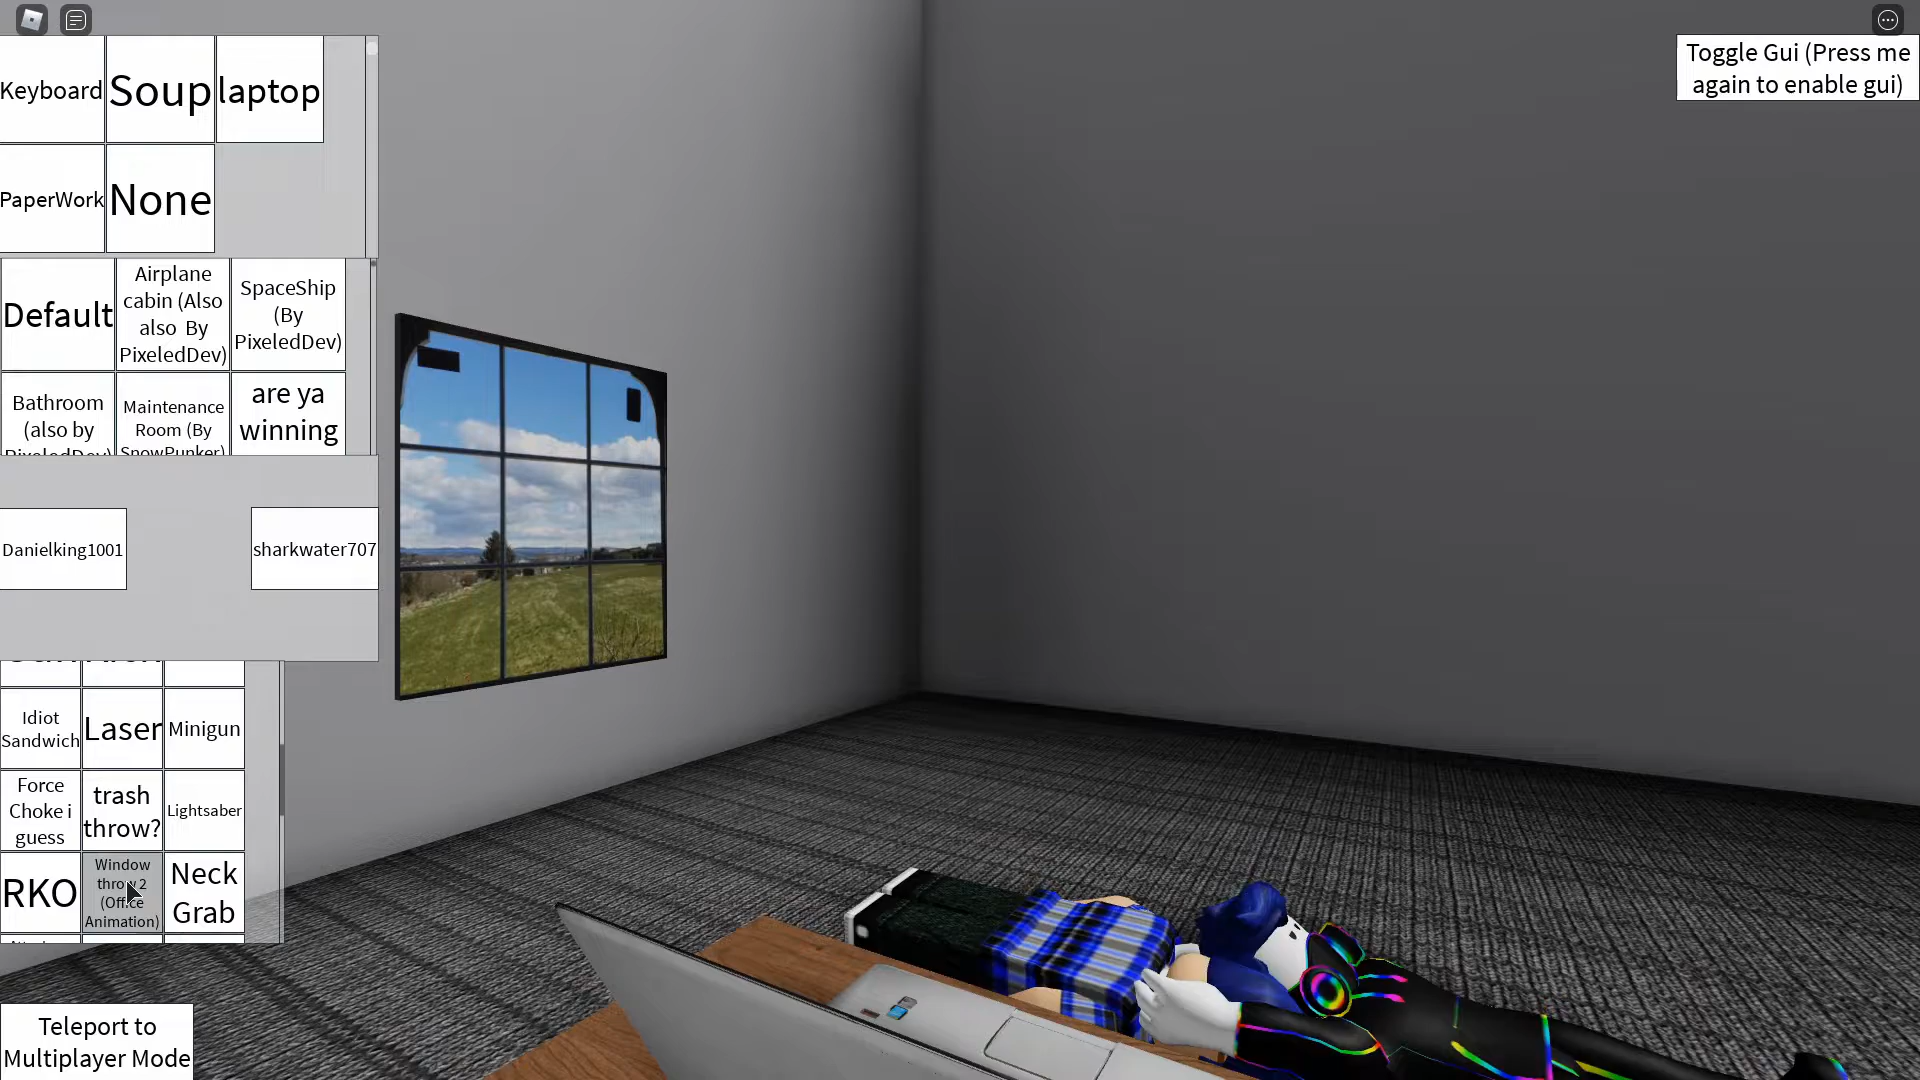 Toggle Gui (Press me
again to enable gui)
Keyboard
Soup
laptop
PaperWork
None
Default
Airplane
cabin (Also
also By
PixeledDev)
SpaceShip
(By
PixeledDev)
Bathroom
(also by
PixeledDev)
Maintenance
Room (By
SnowPunker)
are ya
winning
Danielking1001
sharkwater707
Idiot
Sandwich
Laser
Minigun
Force
Choke i
guess
trash
throw?
Lightsaber
RKO
Window
throw 2
(Office
Animation)
Neck
Grab
Teleport to
Multiplayer Mode